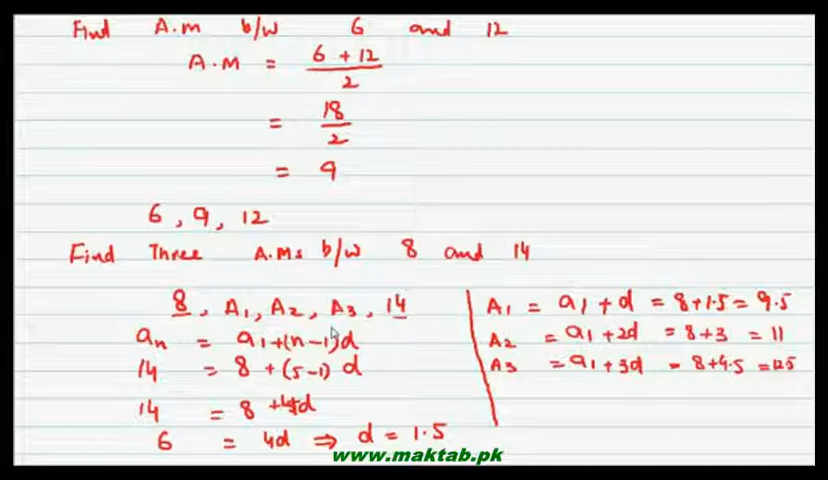 Find A.M b/w 6 and 12
A.M = 6 + 12 / 2
= 18 / 2
= 9
6, 9, 12
Find Three A.Ms b/w 8 and 14
8, A1, A2, A3, 14
an = a1+(n-1)d
14 = 8 + (5-1) d
14 = 8 + 4d
6 = 4d ⇒ d = 1.5
A1 = a1 + d = 8+1.5 = 9.5
A2 = a1 + 2d = 8+3 = 11
A3 = a1 + 3d = 8+4.5 = 12.5
www.maktab.pk